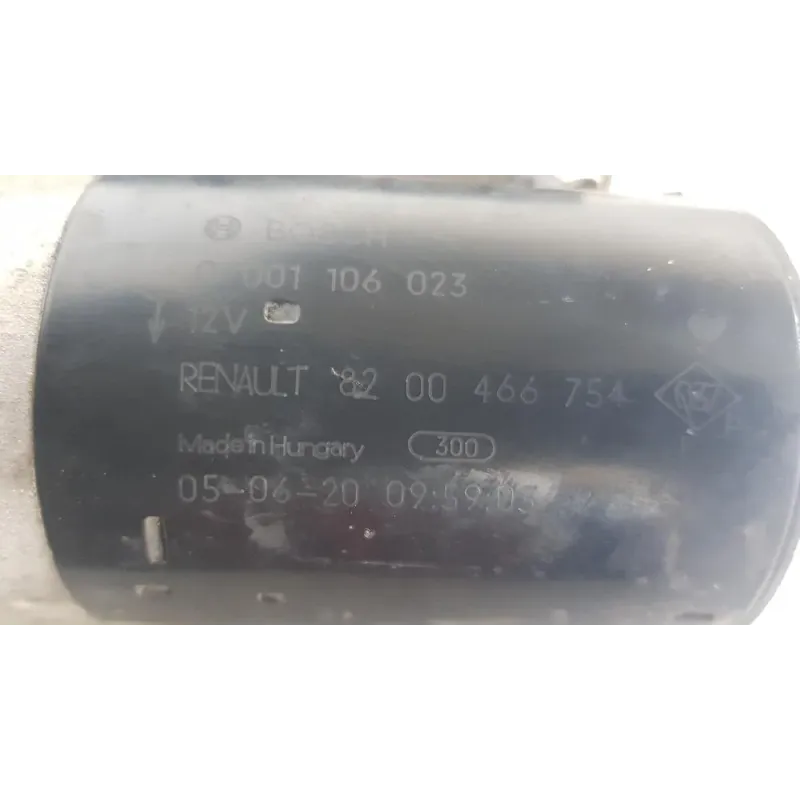 BOSCH
0 001 106 023
12V
RENAULT 82 00 466 754
Made in Hungary 300
05-06-20 09:59:03